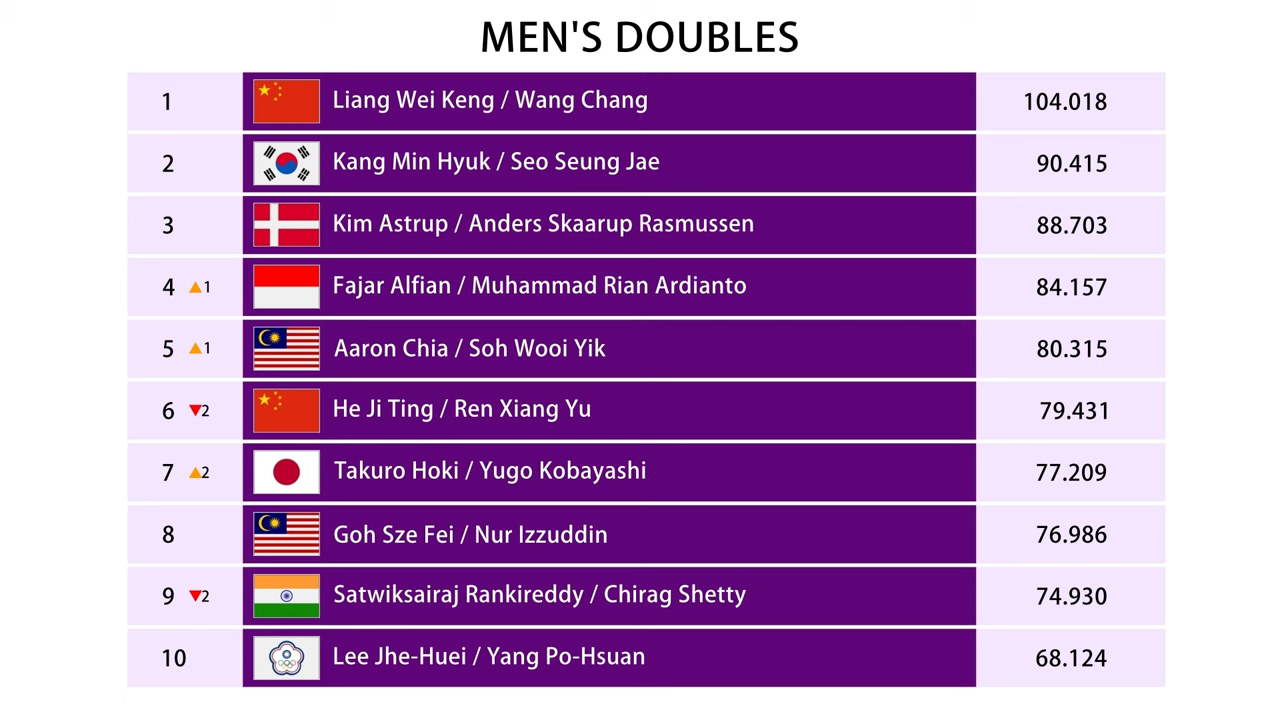 MEN'S DOUBLES
1 Liang Wei Keng / Wang Chang 104.018
2 Kang Min Hyuk / Seo Seung Jae 90.415
3 Kim Astrup / Anders Skaarup Rasmussen 88.703
4 ▲1 Fajar Alfian / Muhammad Rian Ardianto 84.157
5 ▲1 Aaron Chia / Soh Wooi Yik 80.315
6 ▼2 He Ji Ting / Ren Xiang Yu 79.431
7 ▲2 Takuro Hoki / Yugo Kobayashi 77.209
8 Goh Sze Fei / Nur Izzuddin 76.986
9 ▼2 Satwiksairaj Rankireddy / Chirag Shetty 74.930
10 Lee Jhe-Huei / Yang Po-Hsuan 68.124